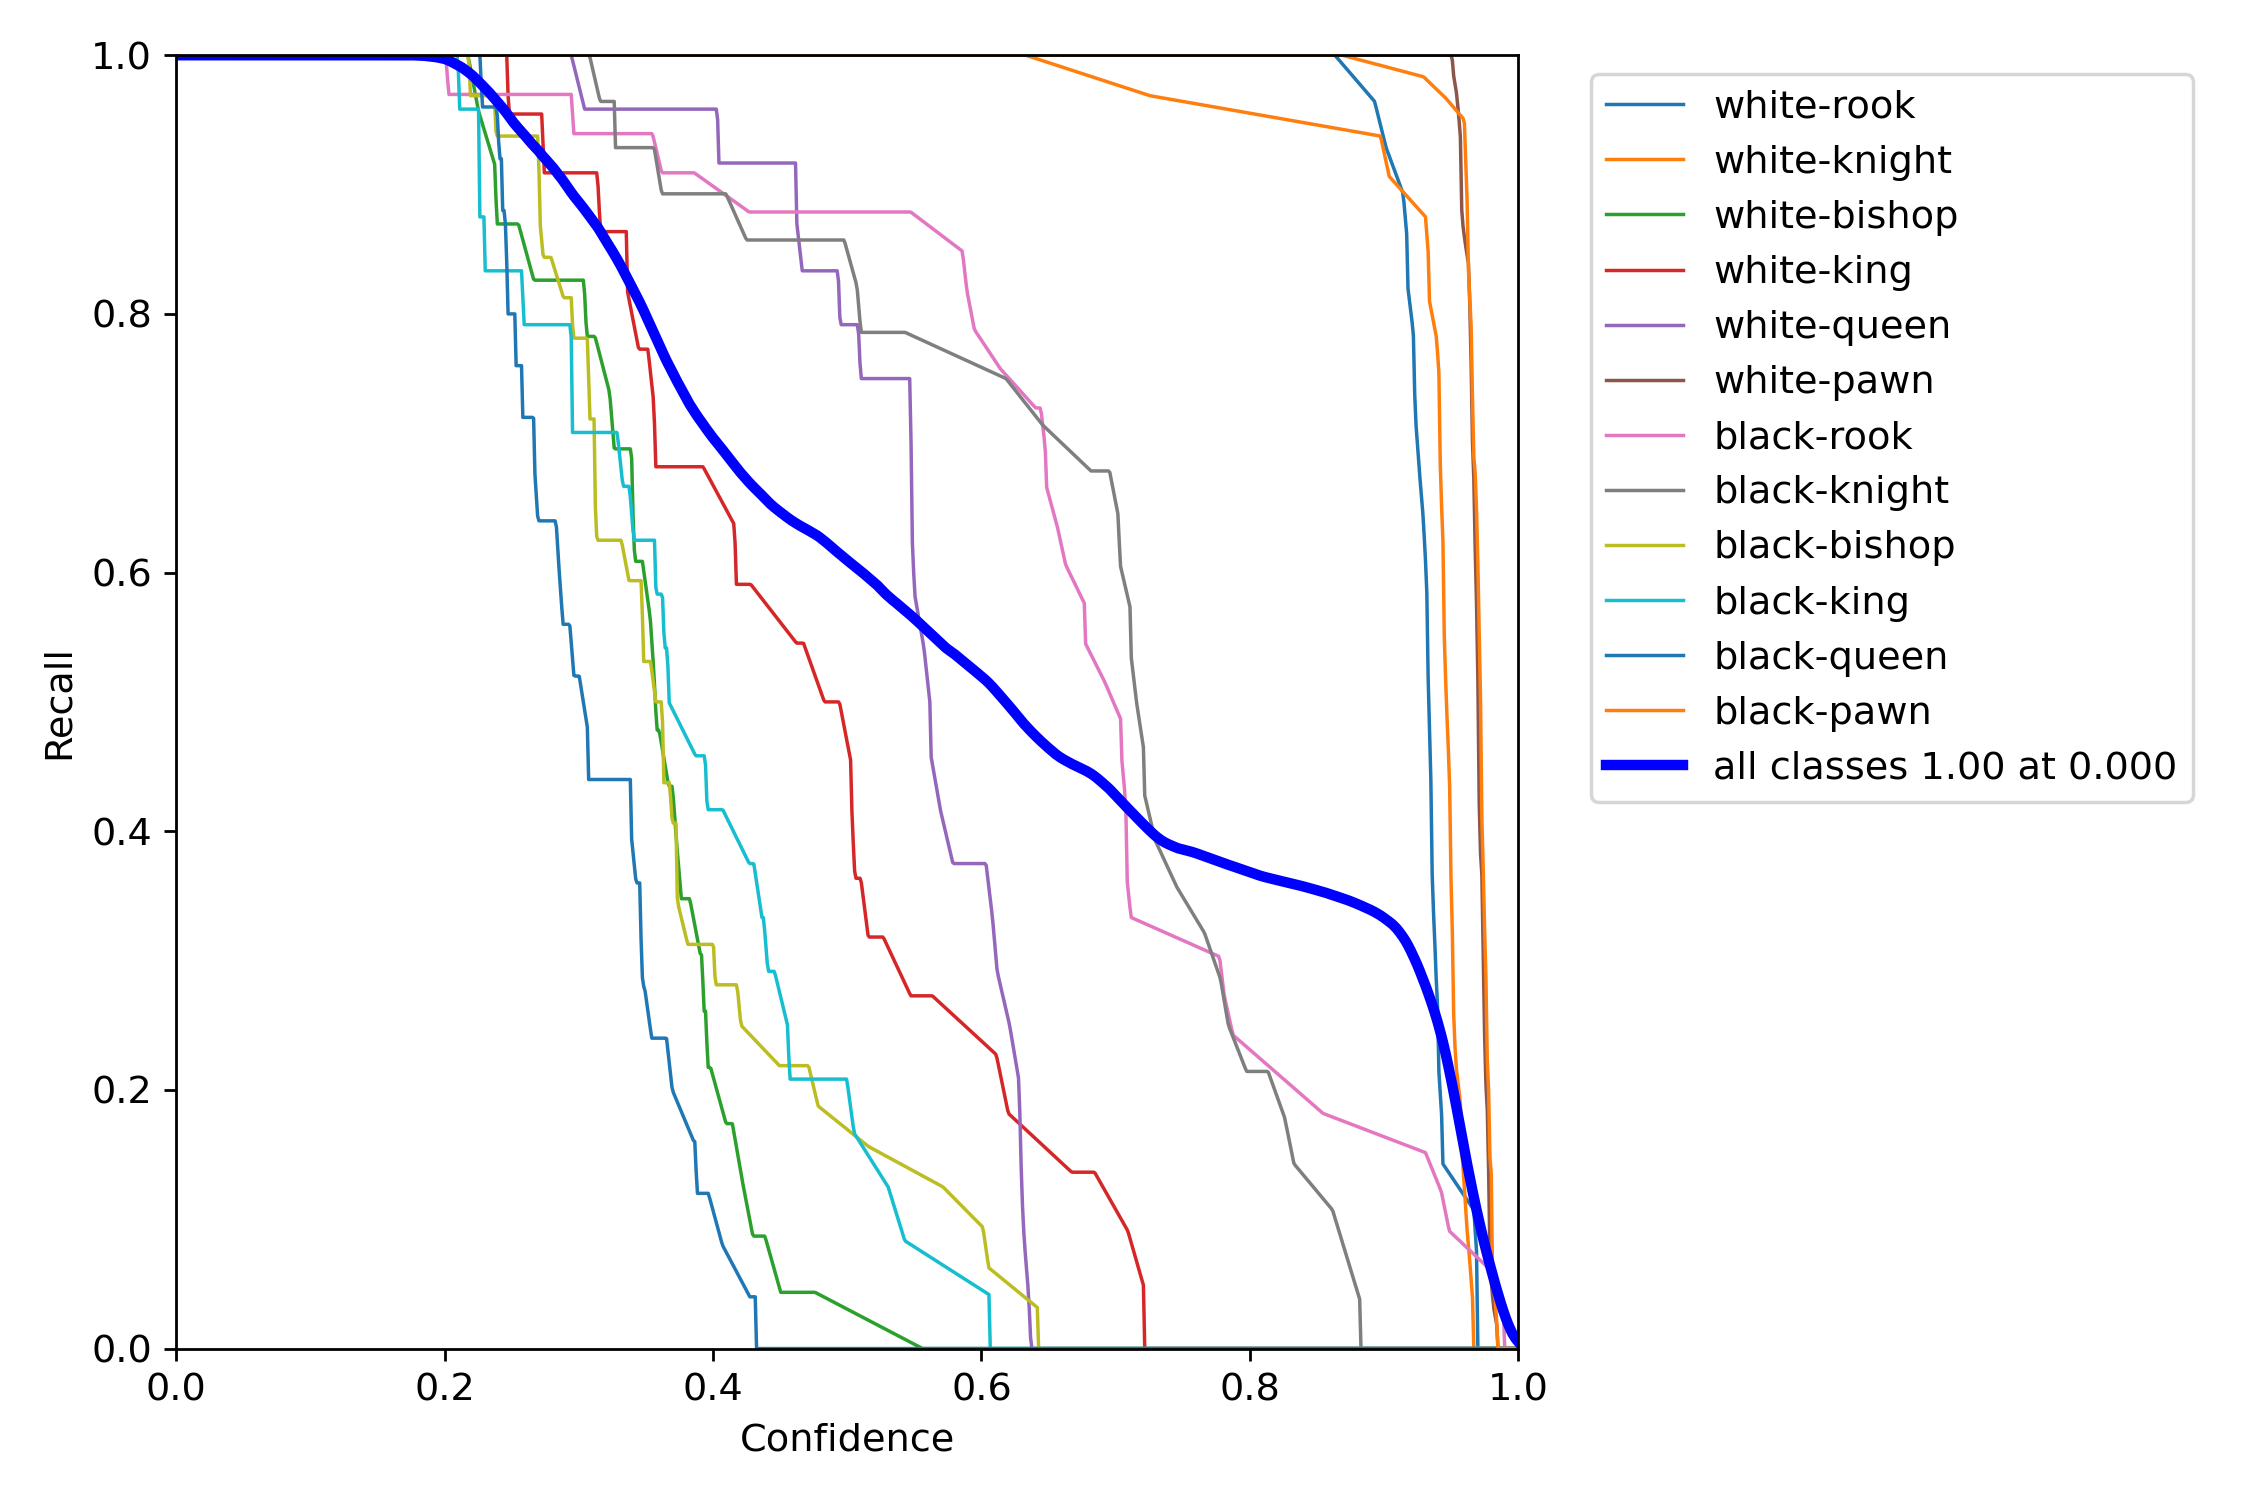 1.0
0.8
0.6
0.4
0.2
0.0
Recall
0.0 0.2 0.4 0.6 0.8 1.0
Confidence
white-rook
white-knight
white-bishop
white-king
white-queen
white-pawn
black-rook
black-knight
black-bishop
black-king
black-queen
black-pawn
all classes 1.00 at 0.000